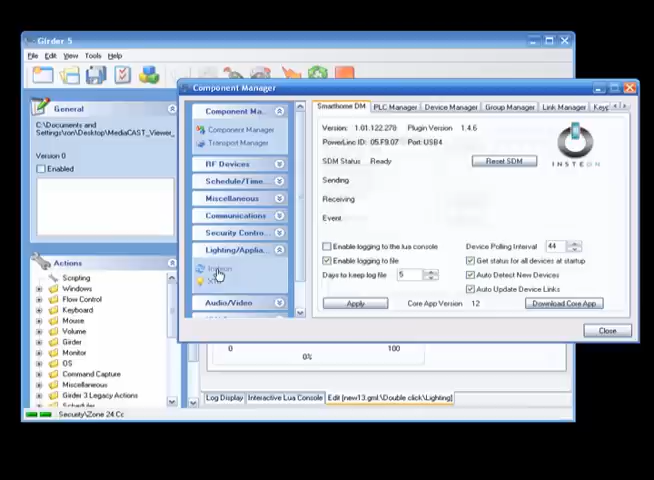 Girder 5
File Edit View Tools Help
General
C:\Documents and
Settings\ron\Desktop\MediaCAST_Viewer_
Version 0
Enabled
Actions
Scripting
Windows
Flow Control
Keyboard
Mouse
Volume
Girder
Monitor
OS
Command Capture
Miscellaneous
Girder 3 Legacy Actions
Scheduler
Security\Zone 24 Cc
Component Manager
Component Ma...
Component Manager
Transport Manager
RF Devices
Schedule/Time...
Miscellaneous
Communications
Security Contro...
Lighting/Applia...
Insteon
Audio/Video
Smarthome DM PLC Manager Device Manager Group Manager Link Manager Keyp
Version: 1.01.122.278 Plugin Version 1.4.6
PowerLinc ID: 05.F9.07 Port: USB4
SDM Status Ready Reset SDM
INSTEON
Sending
Receiving
Event
Enable logging to the lua console Device Polling Interval 44
Enable logging to file Get status for all devices at startup
Days to keep log file 5 Auto Detect New Devices
Auto Update Device Links
Apply Core App Version 12 Download Core App
Close
0 100
0%
Log Display Interactive Lua Console Edit [new13.gml:\Double click\Lighting]